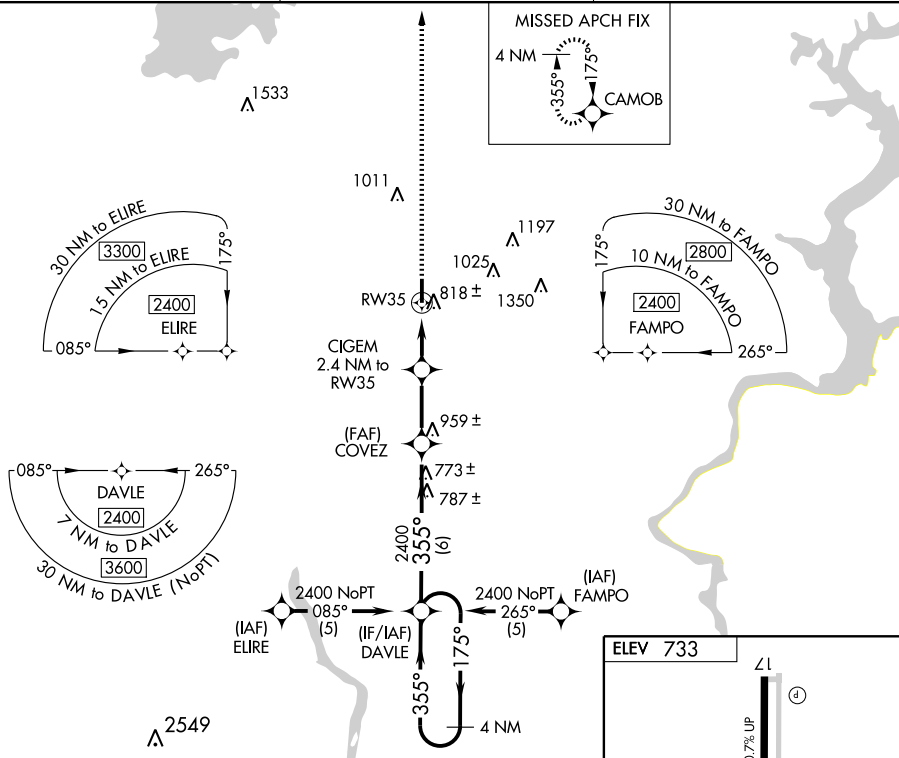 MISSED APCH FIX
4 NM
355°
175°
CAMOB
1533
1011
1197
1025
1350
818 ±
RW35
30 NM to ELIRE
3300
15 NM to ELIRE
2400
ELIRE
175°
085°
30 NM to FAMPO
2800
10 NM to FAMPO
2400
FAMPO
175°
265°
CIGEM
2.4 NM to
RW35
(FAF)
COVEZ
959 ±
773 ±
787 ±
085°
265°
DAVLE
2400
7 NM to DAVLE
3600
30 NM to DAVLE (NoPT)
2400
355°
(6)
2400 NoPT
085°
(5)
(IAF)
ELIRE
(IF/IAF)
DAVLE
2400 NoPT
265°
(5)
(IAF)
FAMPO
355°
175°
4 NM
2549
ELEV 733
17
P
0.7% UP